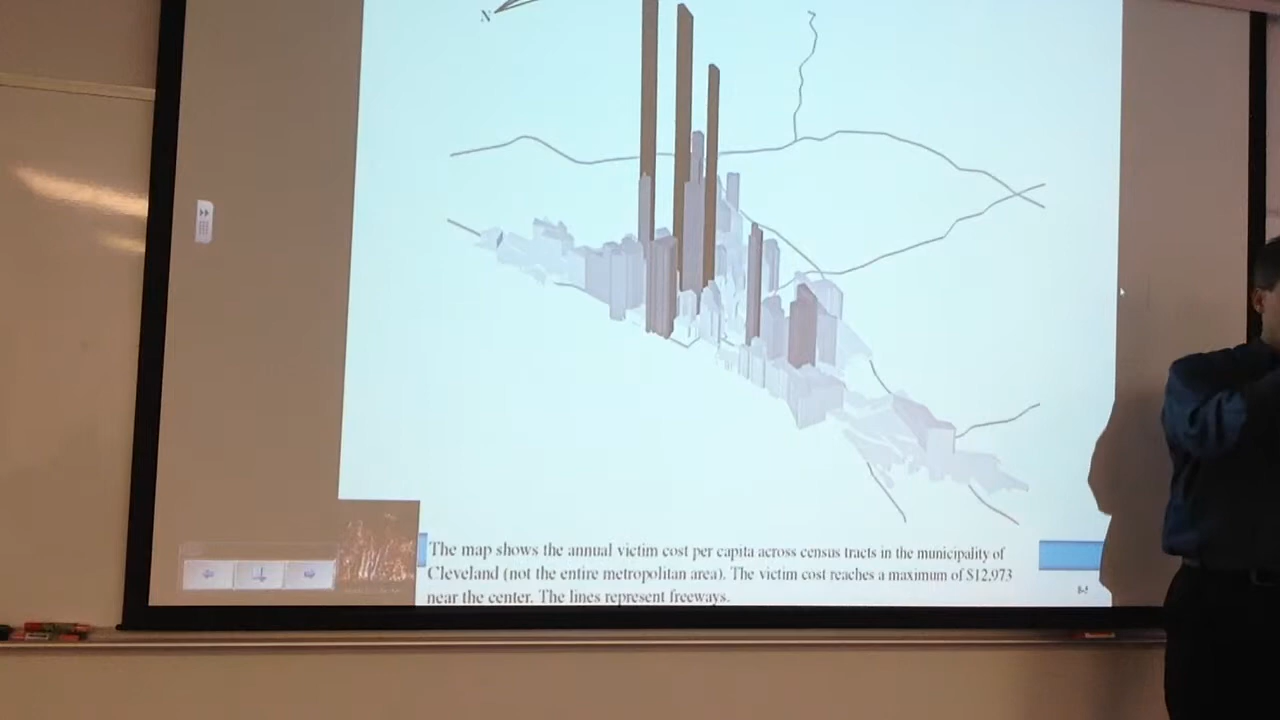 N
The map shows the annual victim cost per capita across census tracts in the municipality of
Cleveland (not the entire metropolitan area). The victim cost reaches a maximum of $12,973
near the center. The lines represent freeways.